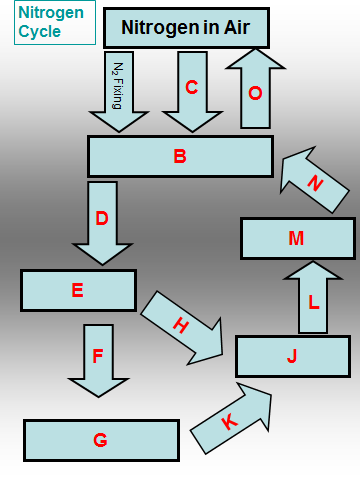 Nitrogen
Cycle
Nitrogen in Air
N₂ Fixing
C
O
B
N
D
M
E
H
L
F
J
K
G